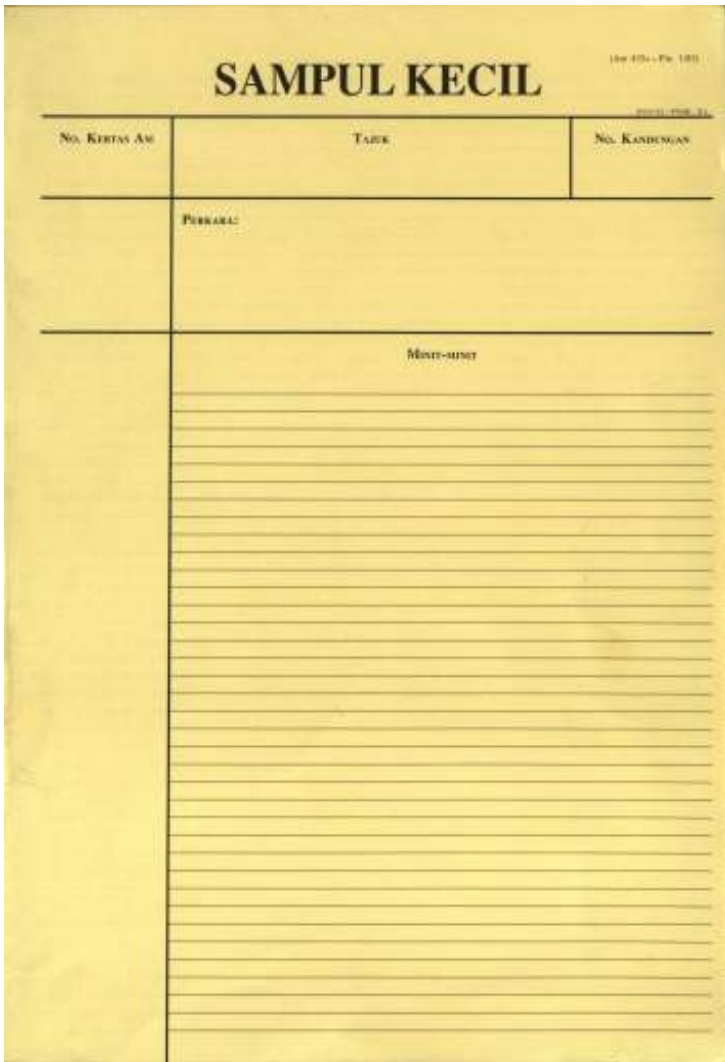 SAMPUL KECIL
No. Kertas Am
Tajuk
No. Kandungan
Perkara:
Minit-minit